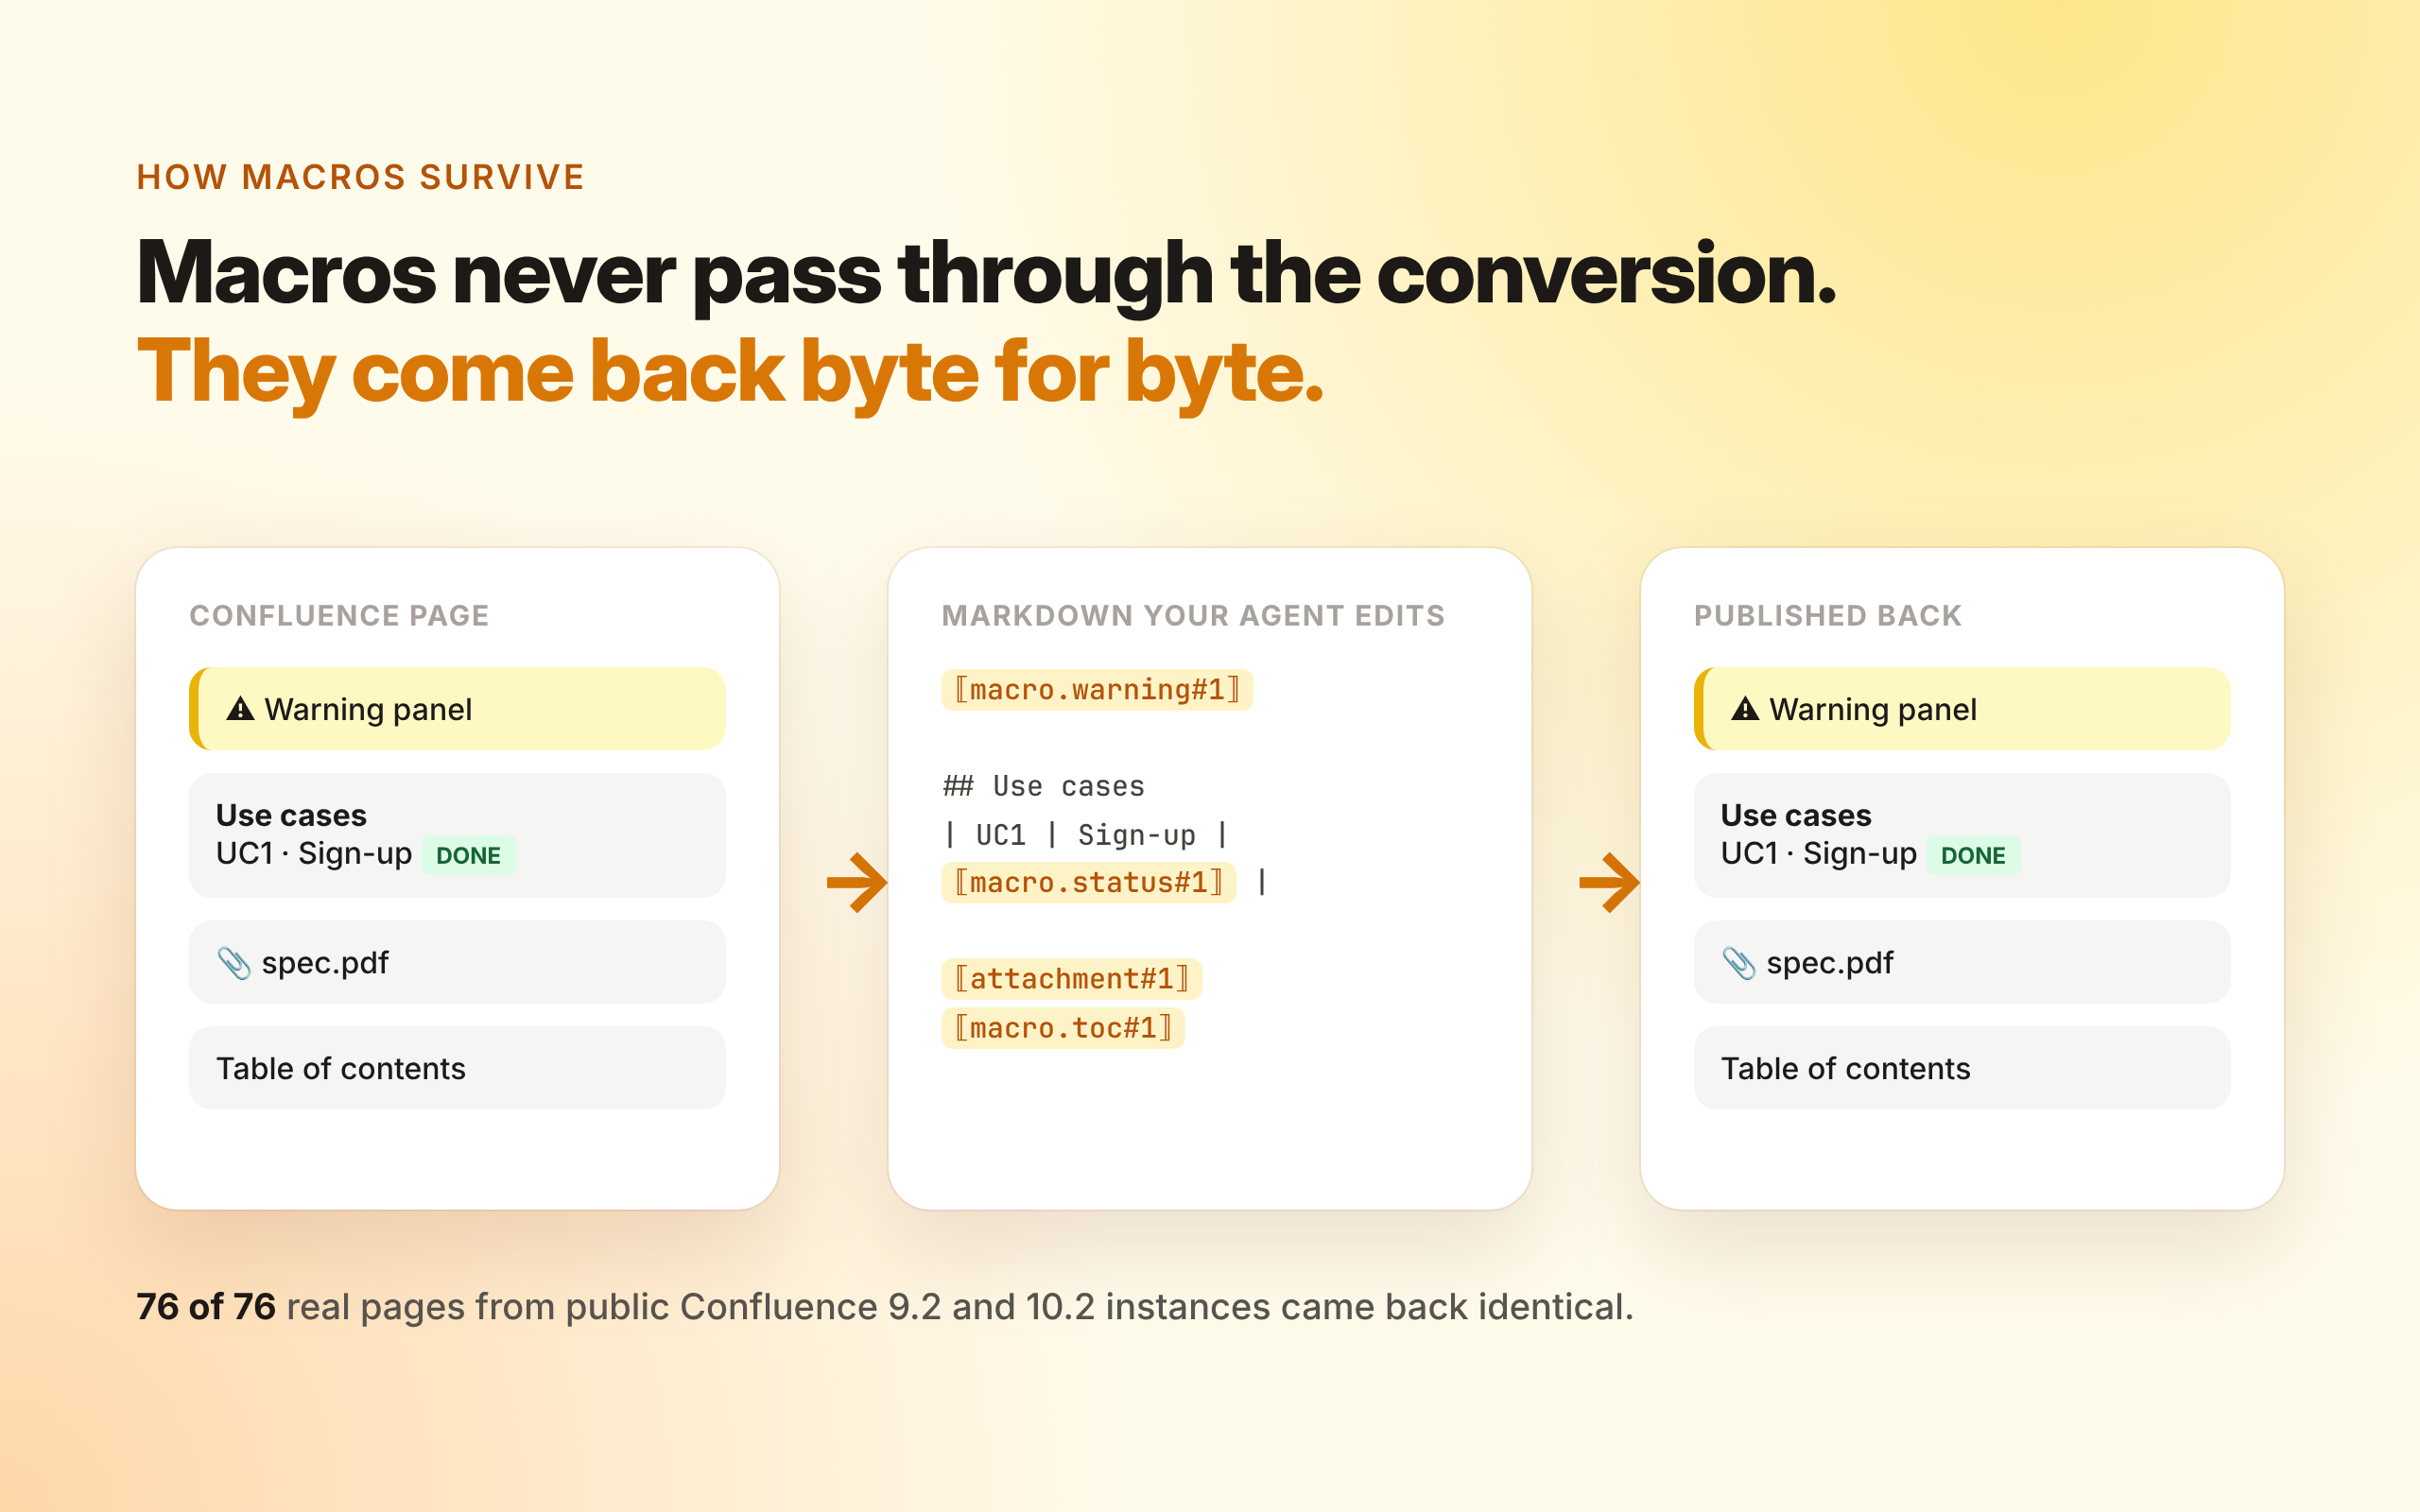 HOW MACROS SURVIVE
Macros never pass through the conversion.
They come back byte for byte.
CONFLUENCE PAGE
⚠ Warning panel
Use cases
UC1 · Sign-up DONE
📎 spec.pdf
Table of contents
MARKDOWN YOUR AGENT EDITS
⟦macro.warning#1⟧
## Use cases
| UC1 | Sign-up |
⟦macro.status#1⟧ |
⟦attachment#1⟧
⟦macro.toc#1⟧
PUBLISHED BACK
⚠ Warning panel
Use cases
UC1 · Sign-up DONE
📎 spec.pdf
Table of contents
76 of 76 real pages from public Confluence 9.2 and 10.2 instances came back identical.